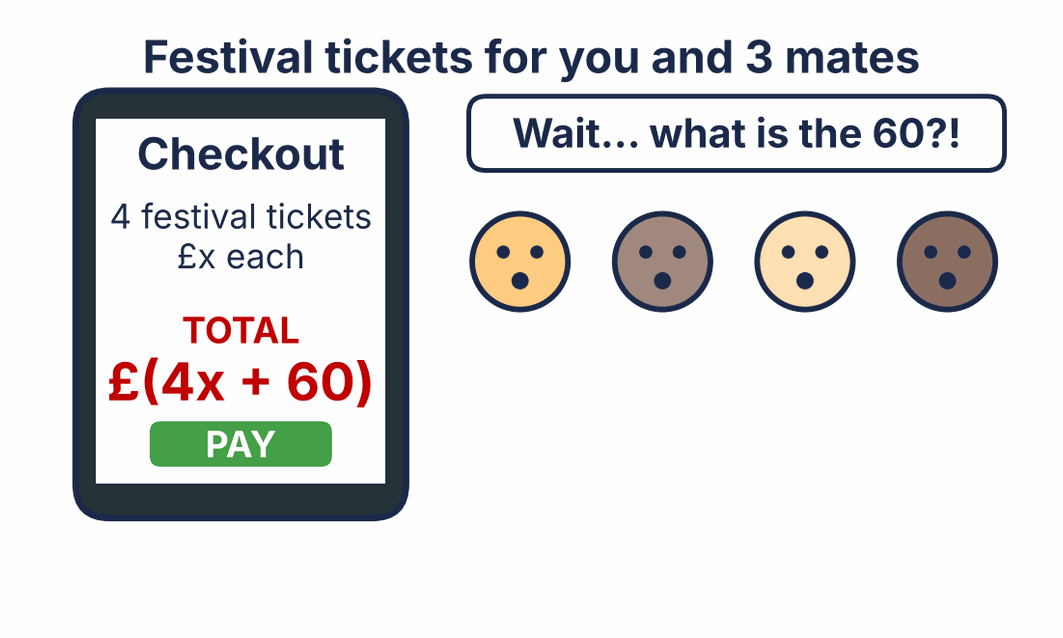 Festival tickets for you and 3 mates
Checkout
4 festival tickets
£x each
TOTAL
£(4x + 60)
PAY
Wait... what is the 60?!